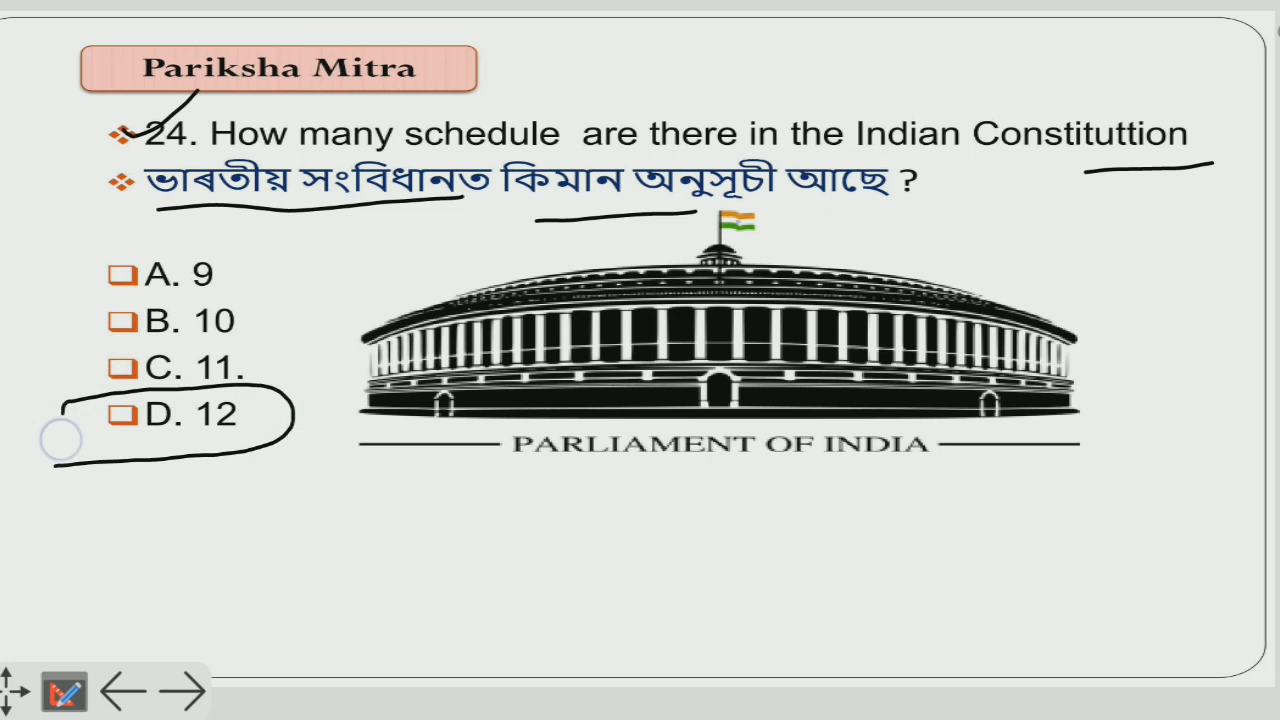 Pariksha Mitra
24. How many schedule are there in the Indian Constituttion
ভাৰতীয় সংবিধানত কিমান অনুসূচী আছে ?
A. 9
B. 10
C. 11.
D. 12
PARLIAMENT OF INDIA